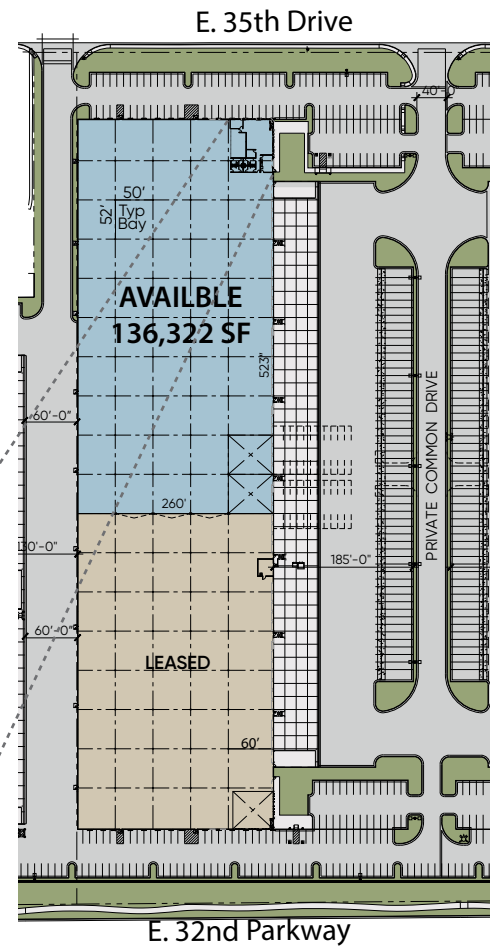 E. 35th Drive
40'-0
50'
52'
Typ
Bay
AVAILBLE
136,322 SF
523'
60'-0"
260'
130'-0"
185'-0"
PRIVATE COMMON DRIVE
60'-0"
LEASED
60'
E. 32nd Parkway